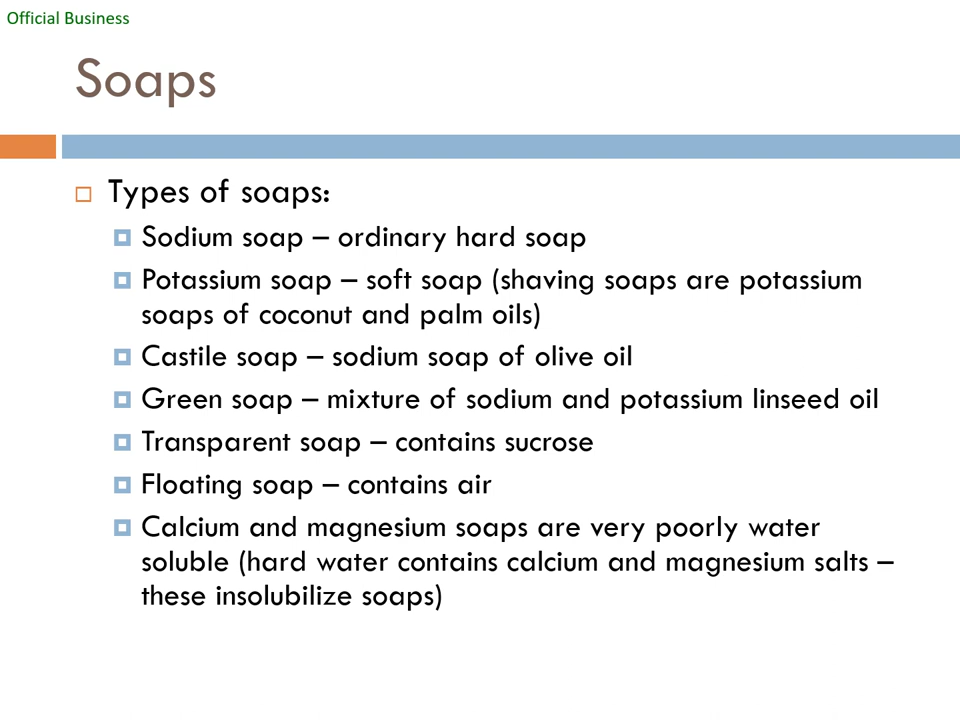 Official Business
Soaps
Types of soaps:
Sodium soap – ordinary hard soap
Potassium soap – soft soap (shaving soaps are potassium
soaps of coconut and palm oils)
Castile soap – sodium soap of olive oil
Green soap – mixture of sodium and potassium linseed oil
Transparent soap – contains sucrose
Floating soap – contains air
Calcium and magnesium soaps are very poorly water
soluble (hard water contains calcium and magnesium salts –
these insolubilize soaps)